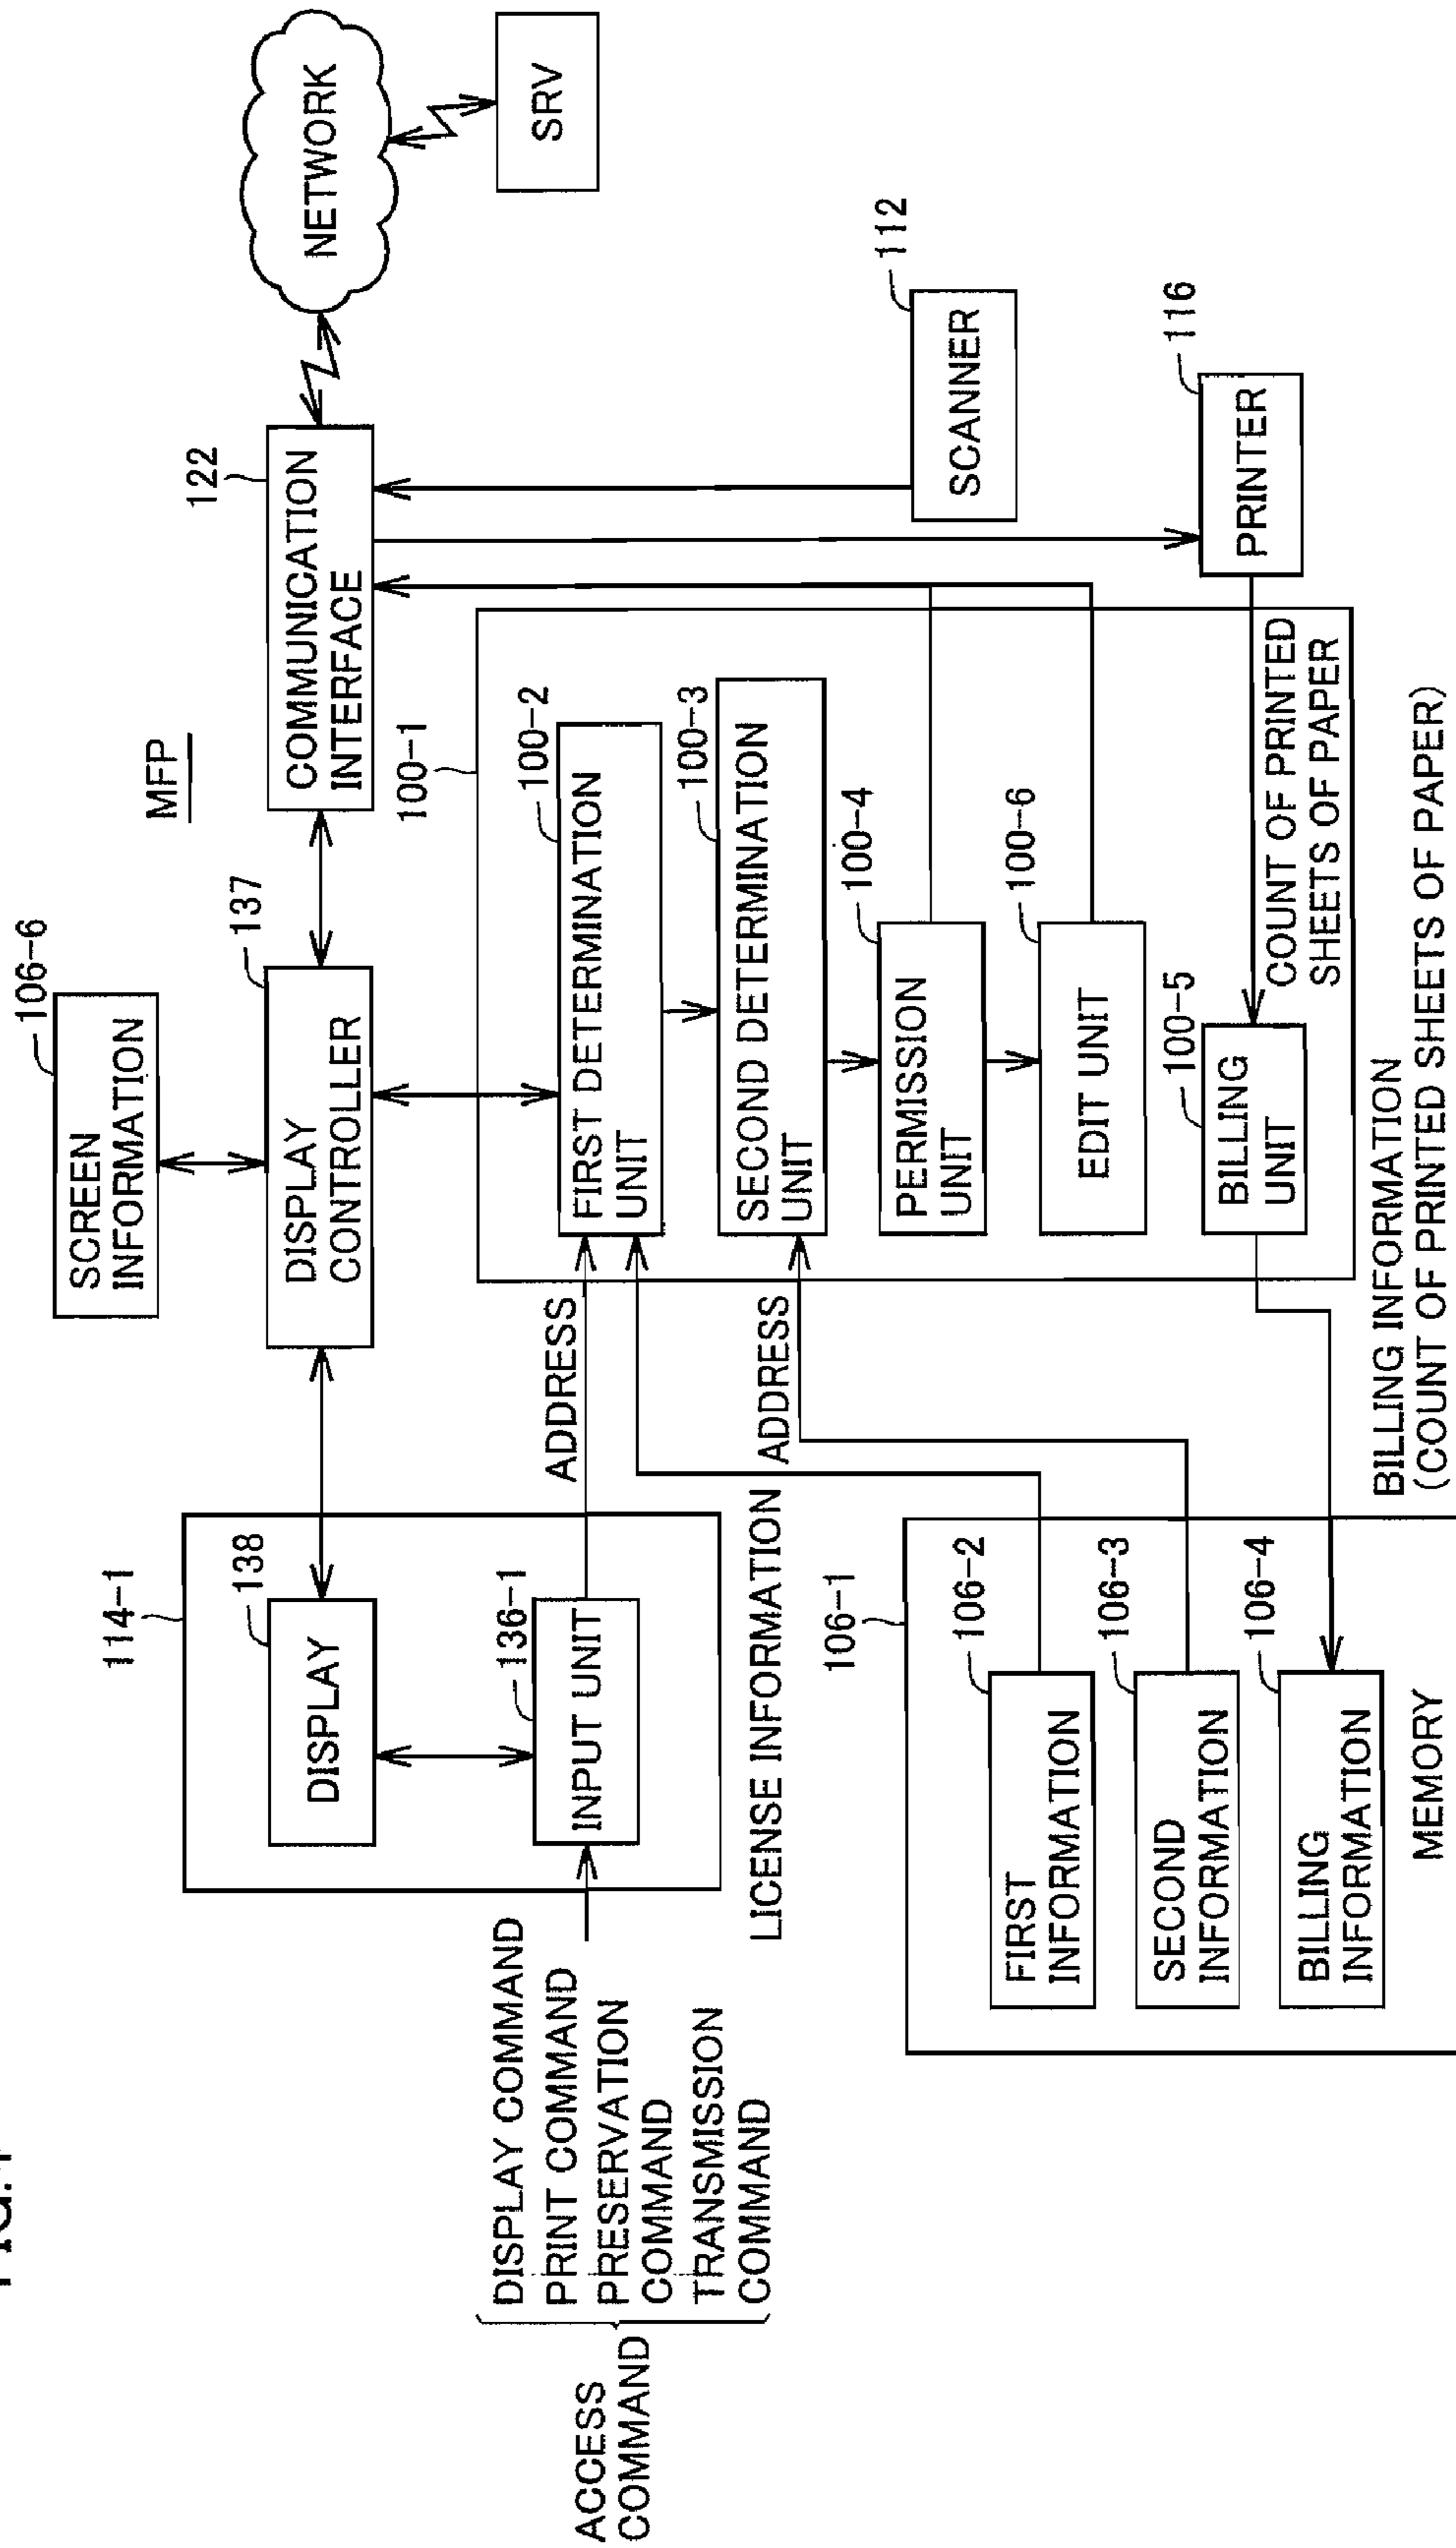 FIG.4
MFP
NETWORK
SRV
106-6
SCREEN
INFORMATION
137
DISPLAY
CONTROLLER
122
COMMUNICATION
INTERFACE
114-1
138
DISPLAY
136-1
INPUT UNIT
ACCESS
COMMAND
DISPLAY COMMAND
PRINT COMMAND
PRESERVATION
COMMAND
TRANSMISSION
COMMAND
LICENSE INFORMATION
ADDRESS
ADDRESS
100-1
100-2
FIRST DETERMINATION
UNIT
100-3
SECOND DETERMINATION
UNIT
100-4
PERMISSION
UNIT
100-6
EDIT UNIT
100-5
BILLING
UNIT
COUNT OF PRINTED
SHEETS OF PAPER
112
SCANNER
116
PRINTER
106-1
106-2
FIRST
INFORMATION
106-3
SECOND
INFORMATION
106-4
BILLING
INFORMATION
MEMORY
BILLING INFORMATION
(COUNT OF PRINTED SHEETS OF PAPER)